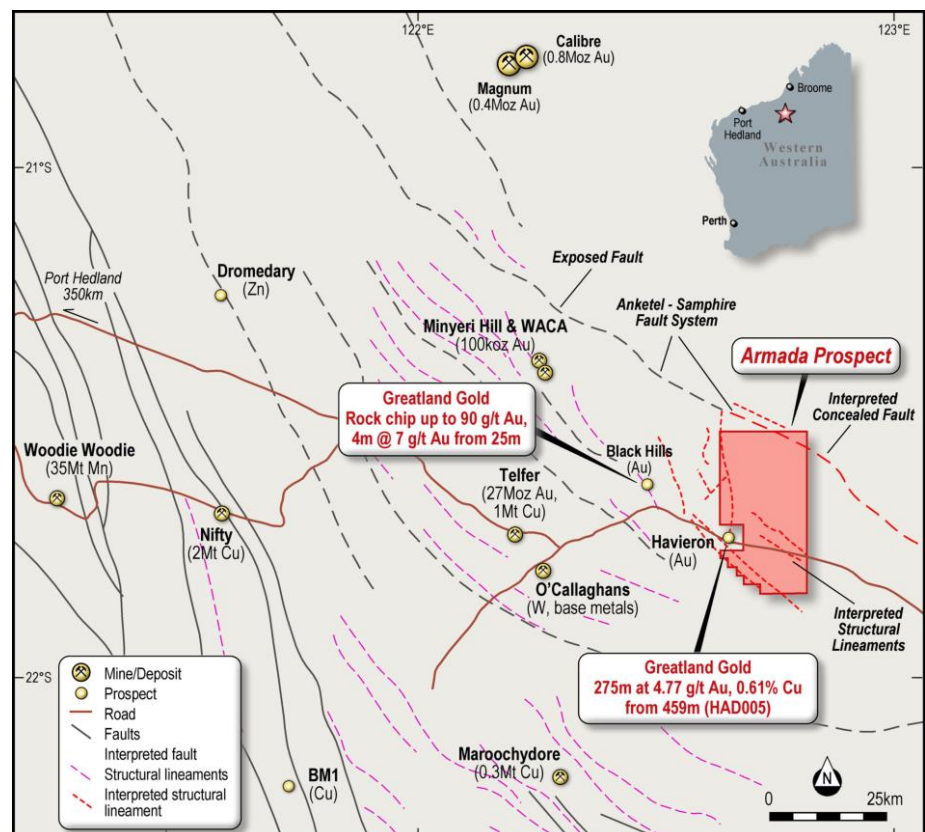 122°E
123°E
Calibre
(0.8Moz Au)
Magnum
(0.4Moz Au)
Broome
Port
Hedland
Western
Australia
Perth
21°S
Port Hedland
350km
Dromedary
(Zn)
Exposed Fault
Anketel - Samphire
Fault System
Minyeri Hill & WACA
(100koz Au)
Armada Prospect
Greatland Gold
Rock chip up to 90 g/t Au,
4m @ 7 g/t Au from 25m
Interpreted
Concealed Fault
Woodie Woodie
(35Mt Mn)
Black Hills
(Au)
Telfer
(27Moz Au,
1Mt Cu)
Nifty
(2Mt Cu)
Havieron
(Au)
O'Callaghans
(W, base metals)
Interpreted
Structural
Lineaments
22°S
Greatland Gold
275m at 4.77 g/t Au, 0.61% Cu
from 459m (HAD005)
Mine/Deposit
Prospect
Road
Faults
Interpreted fault
Structural lineaments
Interpreted structural
lineament
BM1
(Cu)
Maroochydore
(0.3Mt Cu)
N
0
25km